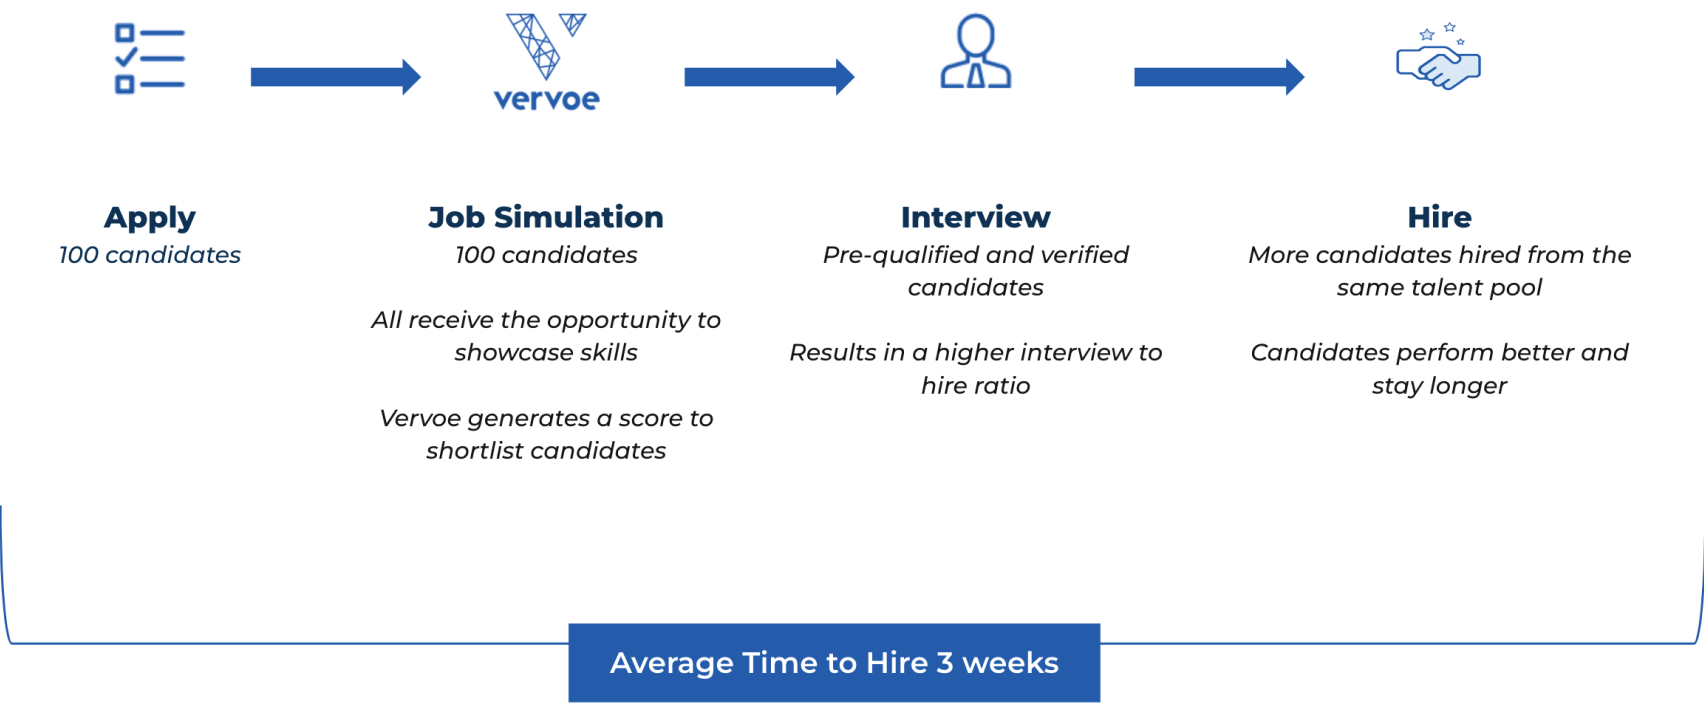 vervoe
Apply
100 candidates
Job Simulation
100 candidates
All receive the opportunity to
showcase skills
Vervoe generates a score to
shortlist candidates
Interview
Pre-qualified and verified
candidates
Results in a higher interview to
hire ratio
Hire
More candidates hired from the
same talent pool
Candidates perform better and
stay longer
Average Time to Hire 3 weeks